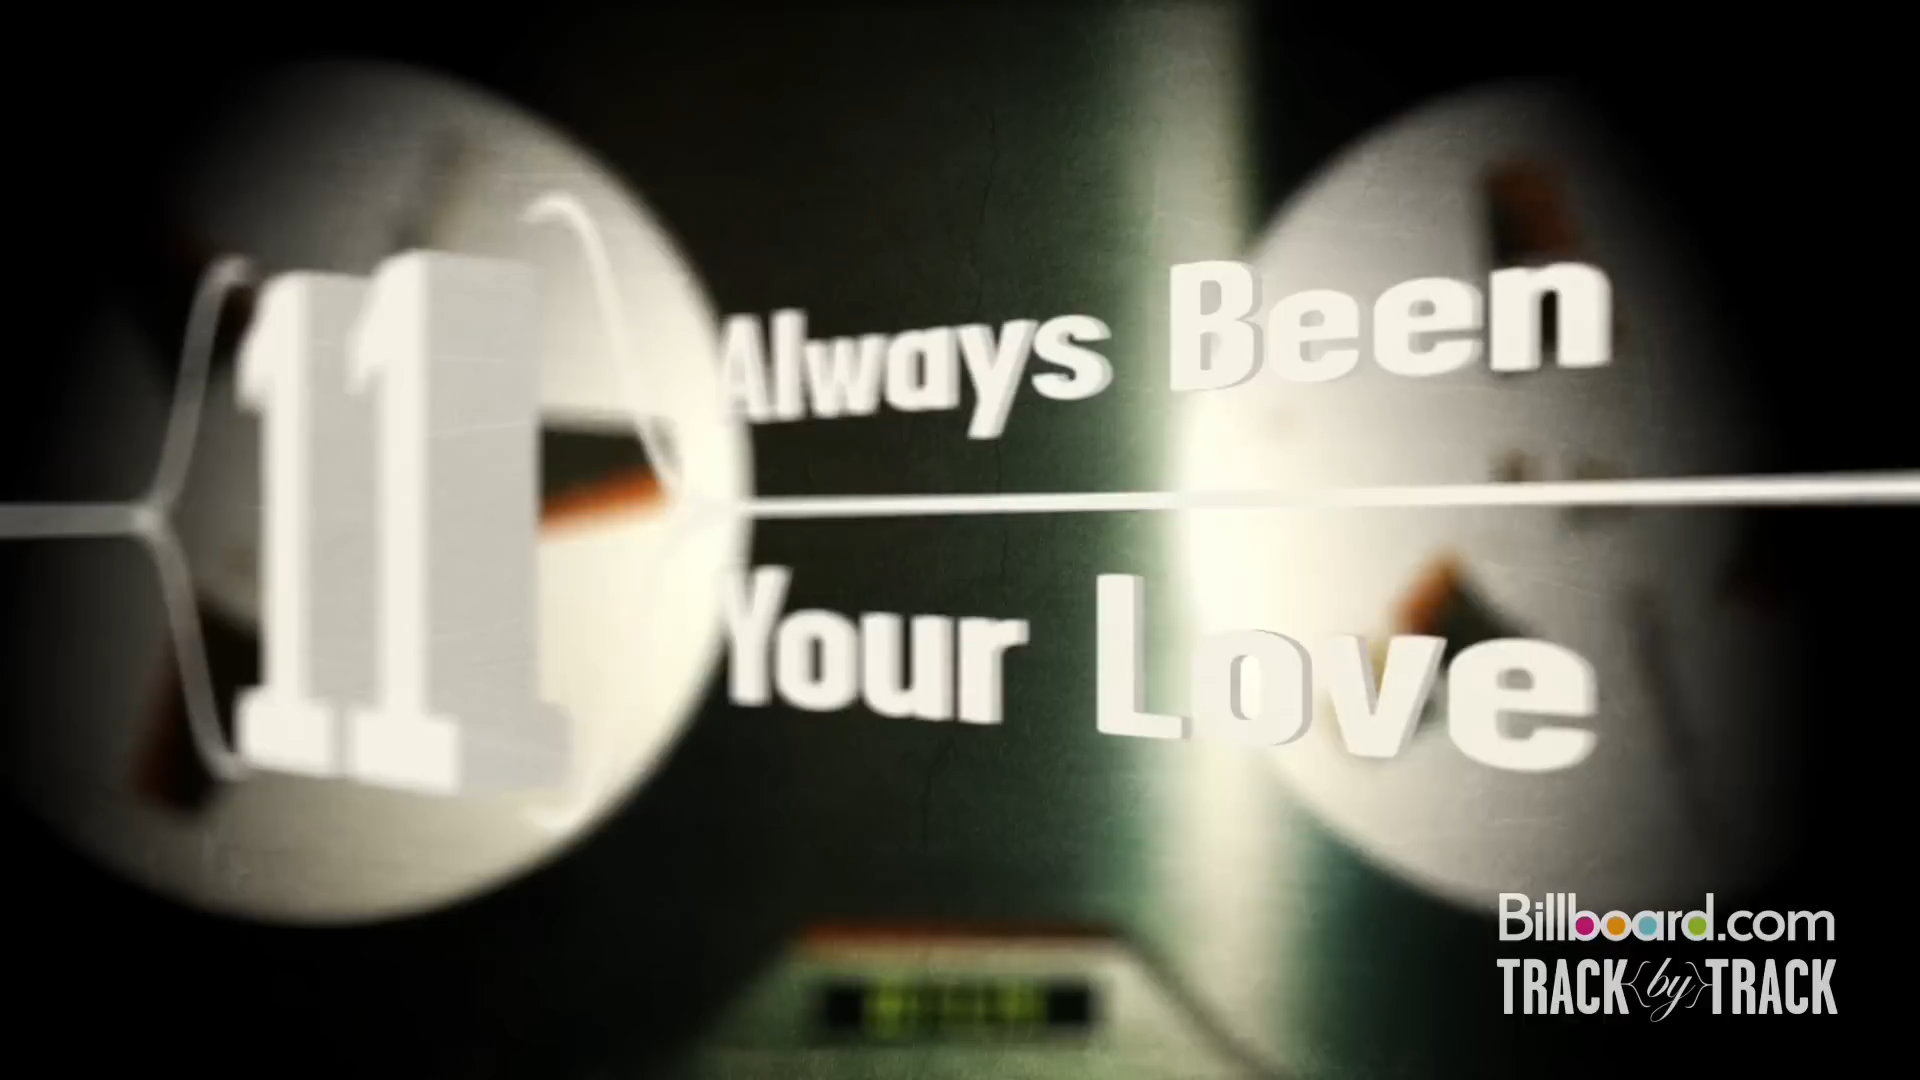 11
Always Been
Your Love
Billboard.com
TRACK {by} TRACK